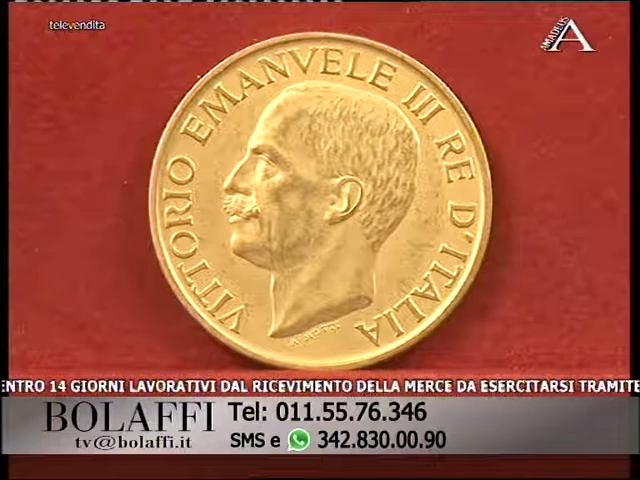 televendita
AMADEUS
A
VITTORIO EMANVELE III RE D'ITALIA
ENTRO 14 GIORNI LAVORATIVI DAL RICEVIMENTO DELLA MERCE DA ESERCITARSI TRAMITE
BOLAFFI
tv@bolaffi.it
Tel: 011.55.76.346
SMS e 342.830.00.90